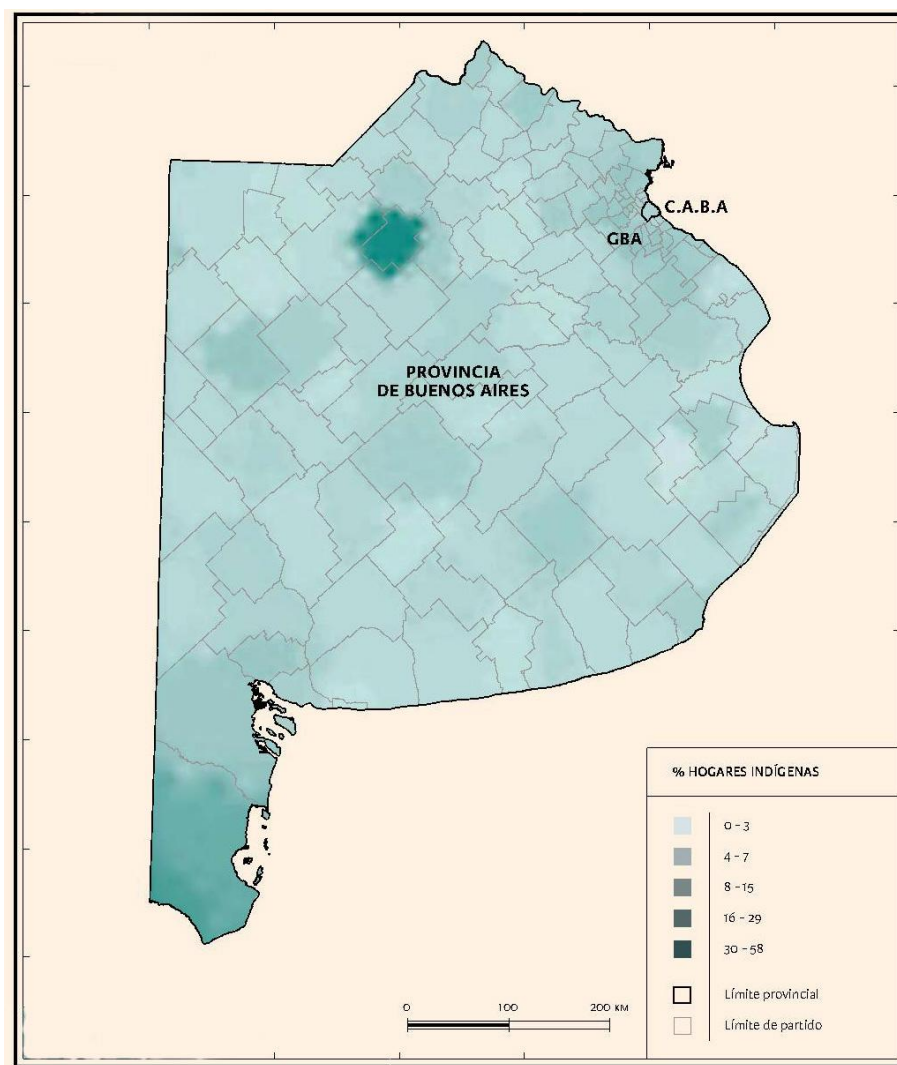 C.A.B.A
GBA
PROVINCIA
DE BUENOS AIRES
% HOGARES INDÍGENAS
0 - 3
4 - 7
8 - 15
16 - 29
30 - 58
Límite provincial
Límite de partido
0 100 200 KM